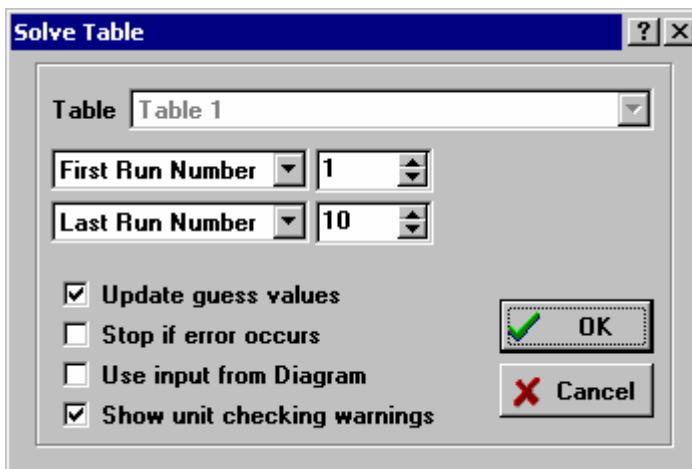 Solve Table
Table Table 1
First Run Number 1
Last Run Number 10
Update guess values
Stop if error occurs
OK
Use input from Diagram
Show unit checking warnings
Cancel